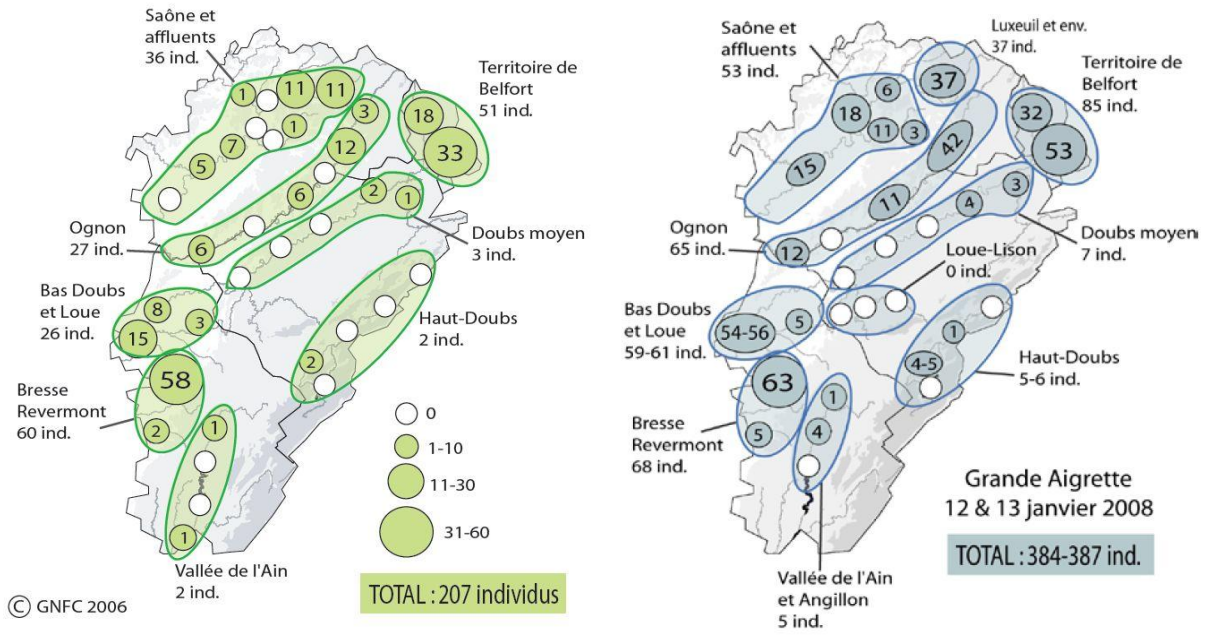 Saône et
affluents
36 ind.
1
11
11
3
7
1
5
12
6
2
1
6
Territoire de
Belfort
51 ind.
18
33
Ognon
27 ind.
Doubs moyen
3 ind.
Bas Doubs
et Loue
26 ind.
8
3
15
Haut-Doubs
2 ind.
2
58
Bresse
Revermont
60 ind.
2
1
1
Vallée de l'Ain
2 ind.
0
1-10
11-30
31-60
TOTAL : 207 individus
© GNFC 2006
Saône et
affluents
53 ind.
6
18
11
3
15
Luxeuil et env.
37 ind.
37
Territoire de
Belfort
85 ind.
32
53
42
11
12
Ognon
65 ind.
3
4
Doubs moyen
7 ind.
Loue-Lison
0 ind.
Bas Doubs
et Loue
59-61 ind.
54-56
5
1
4-5
Haut-Doubs
5-6 ind.
63
5
Bresse
Revermont
68 ind.
1
4
Vallée de l'Ain
et Angillon
5 ind.
Grande Aigrette
12 & 13 janvier 2008
TOTAL : 384-387 ind.